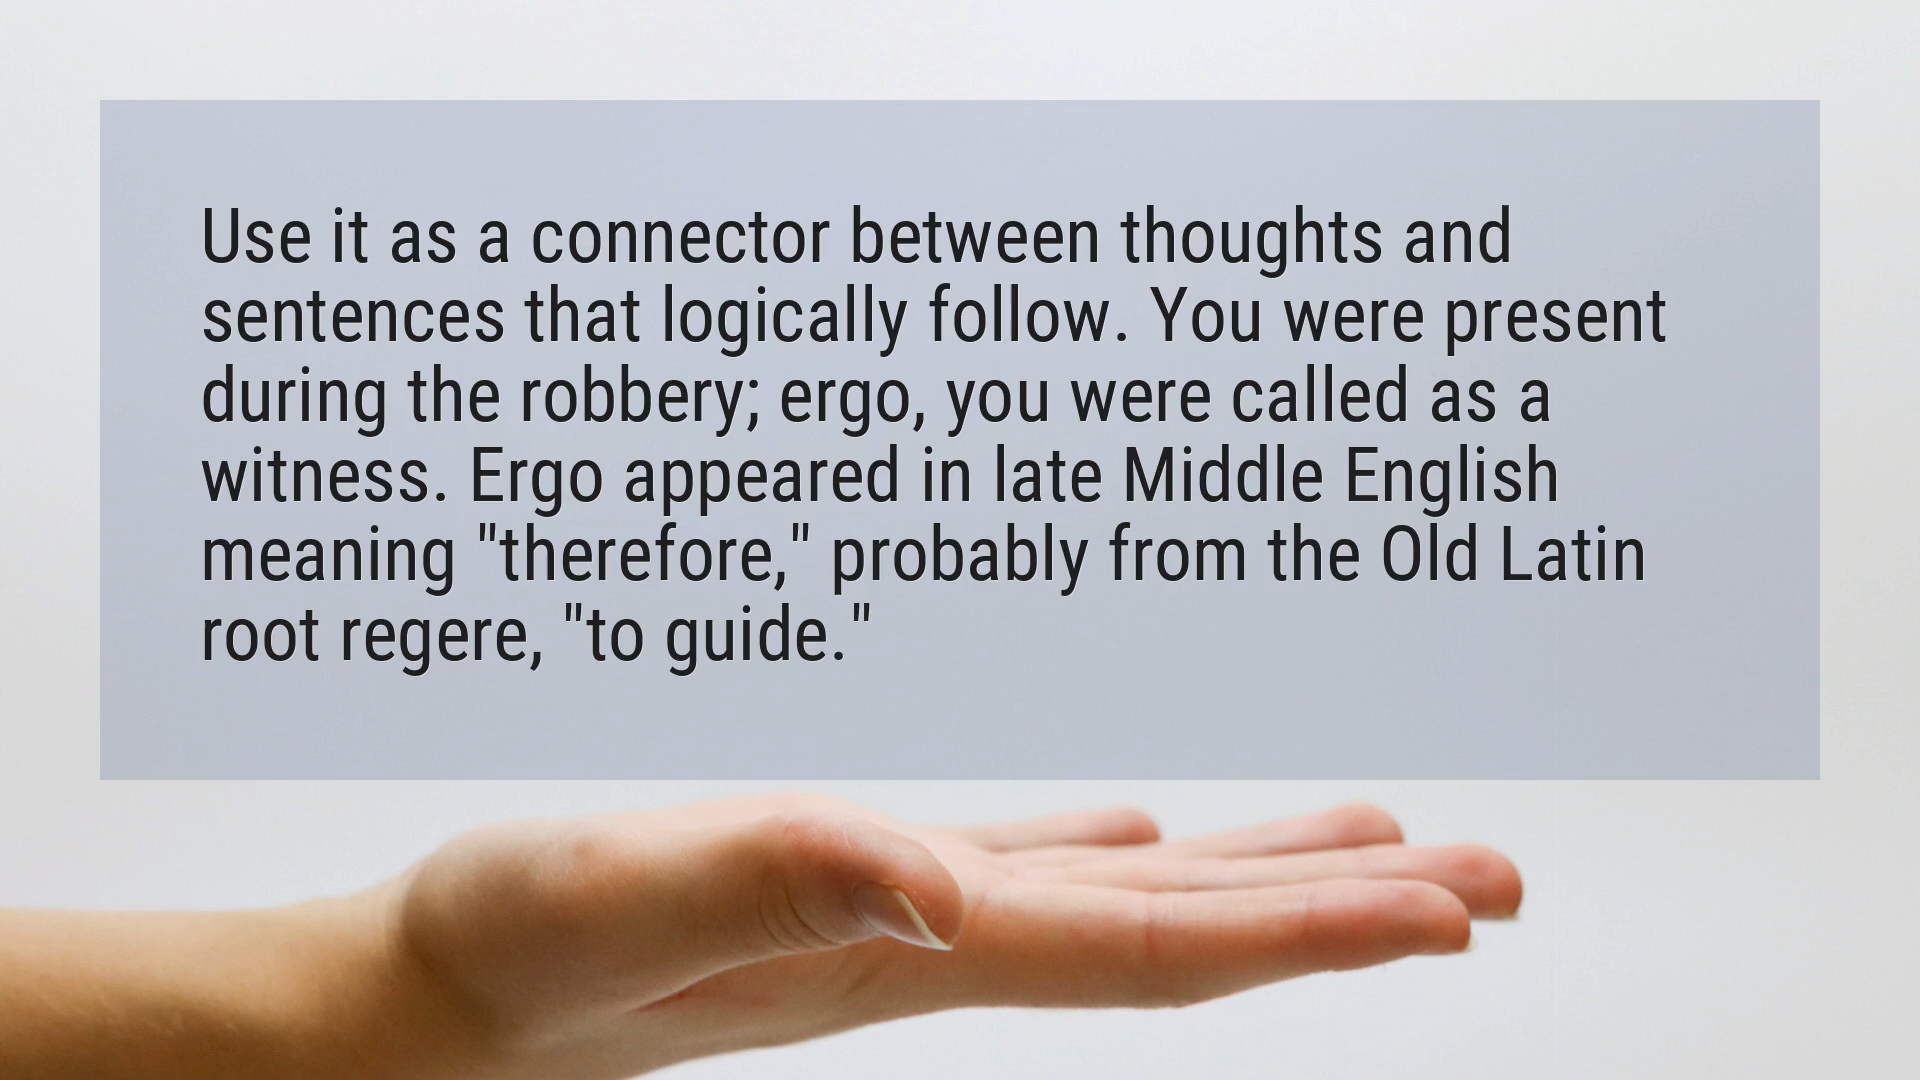 Use it as a connector between thoughts and
sentences that logically follow. You were present
during the robbery; ergo, you were called as a
witness. Ergo appeared in late Middle English
meaning "therefore," probably from the Old Latin
root regere, "to guide."